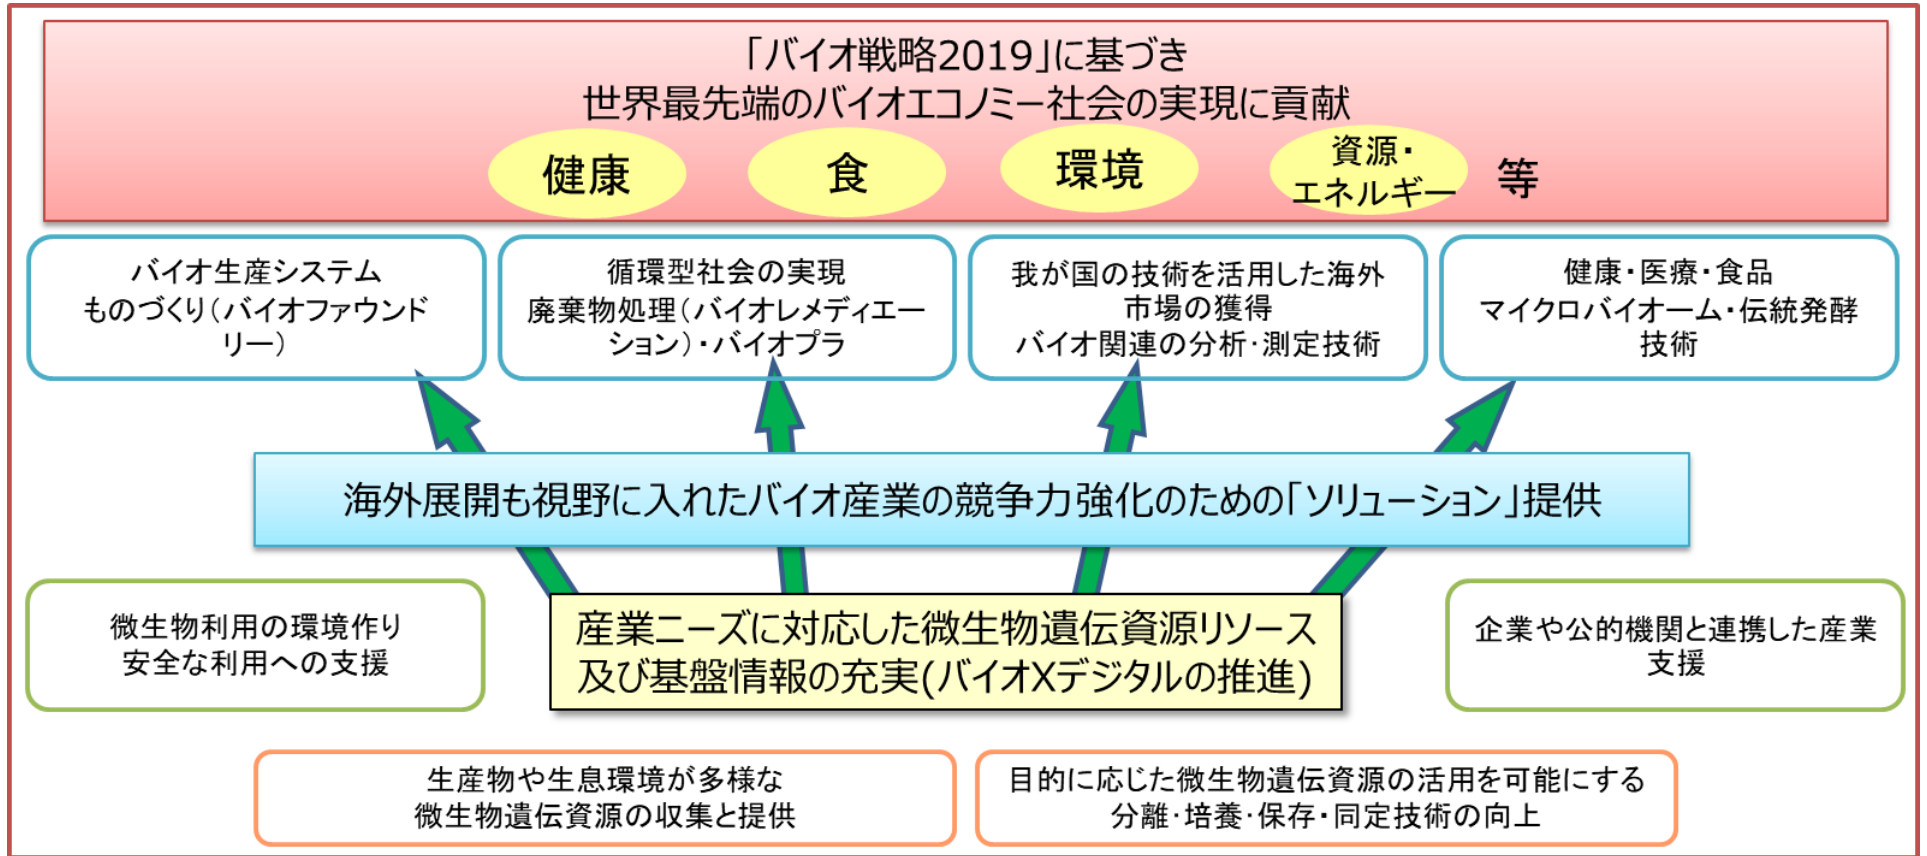 「バイオ戦略2019」に基づき
世界最先端のバイオエコノミー社会の実現に貢献
健康
食
環境
資源・
エネルギー
等
バイオ生産システム
ものづくり(バイオファウンド
リー)
循環型社会の実現
廃棄物処理(バイオレメディエー
ション)・バイオプラ
我が国の技術を活用した海外
市場の獲得
バイオ関連の分析・測定技術
健康・医療・食品
マイクロバイオーム・伝統発酵
技術
海外展開も視野に入れたバイオ産業の競争力強化のための「ソリューション」提供
微生物利用の環境作り
安全な利用への支援
産業ニーズに対応した微生物遺伝資源リソース
及び基盤情報の充実(バイオXデジタルの推進)
企業や公的機関と連携した産業
支援
生産物や生息環境が多様な
微生物遺伝資源の収集と提供
目的に応じた微生物遺伝資源の活用を可能にする
分離・培養・保存・同定技術の向上